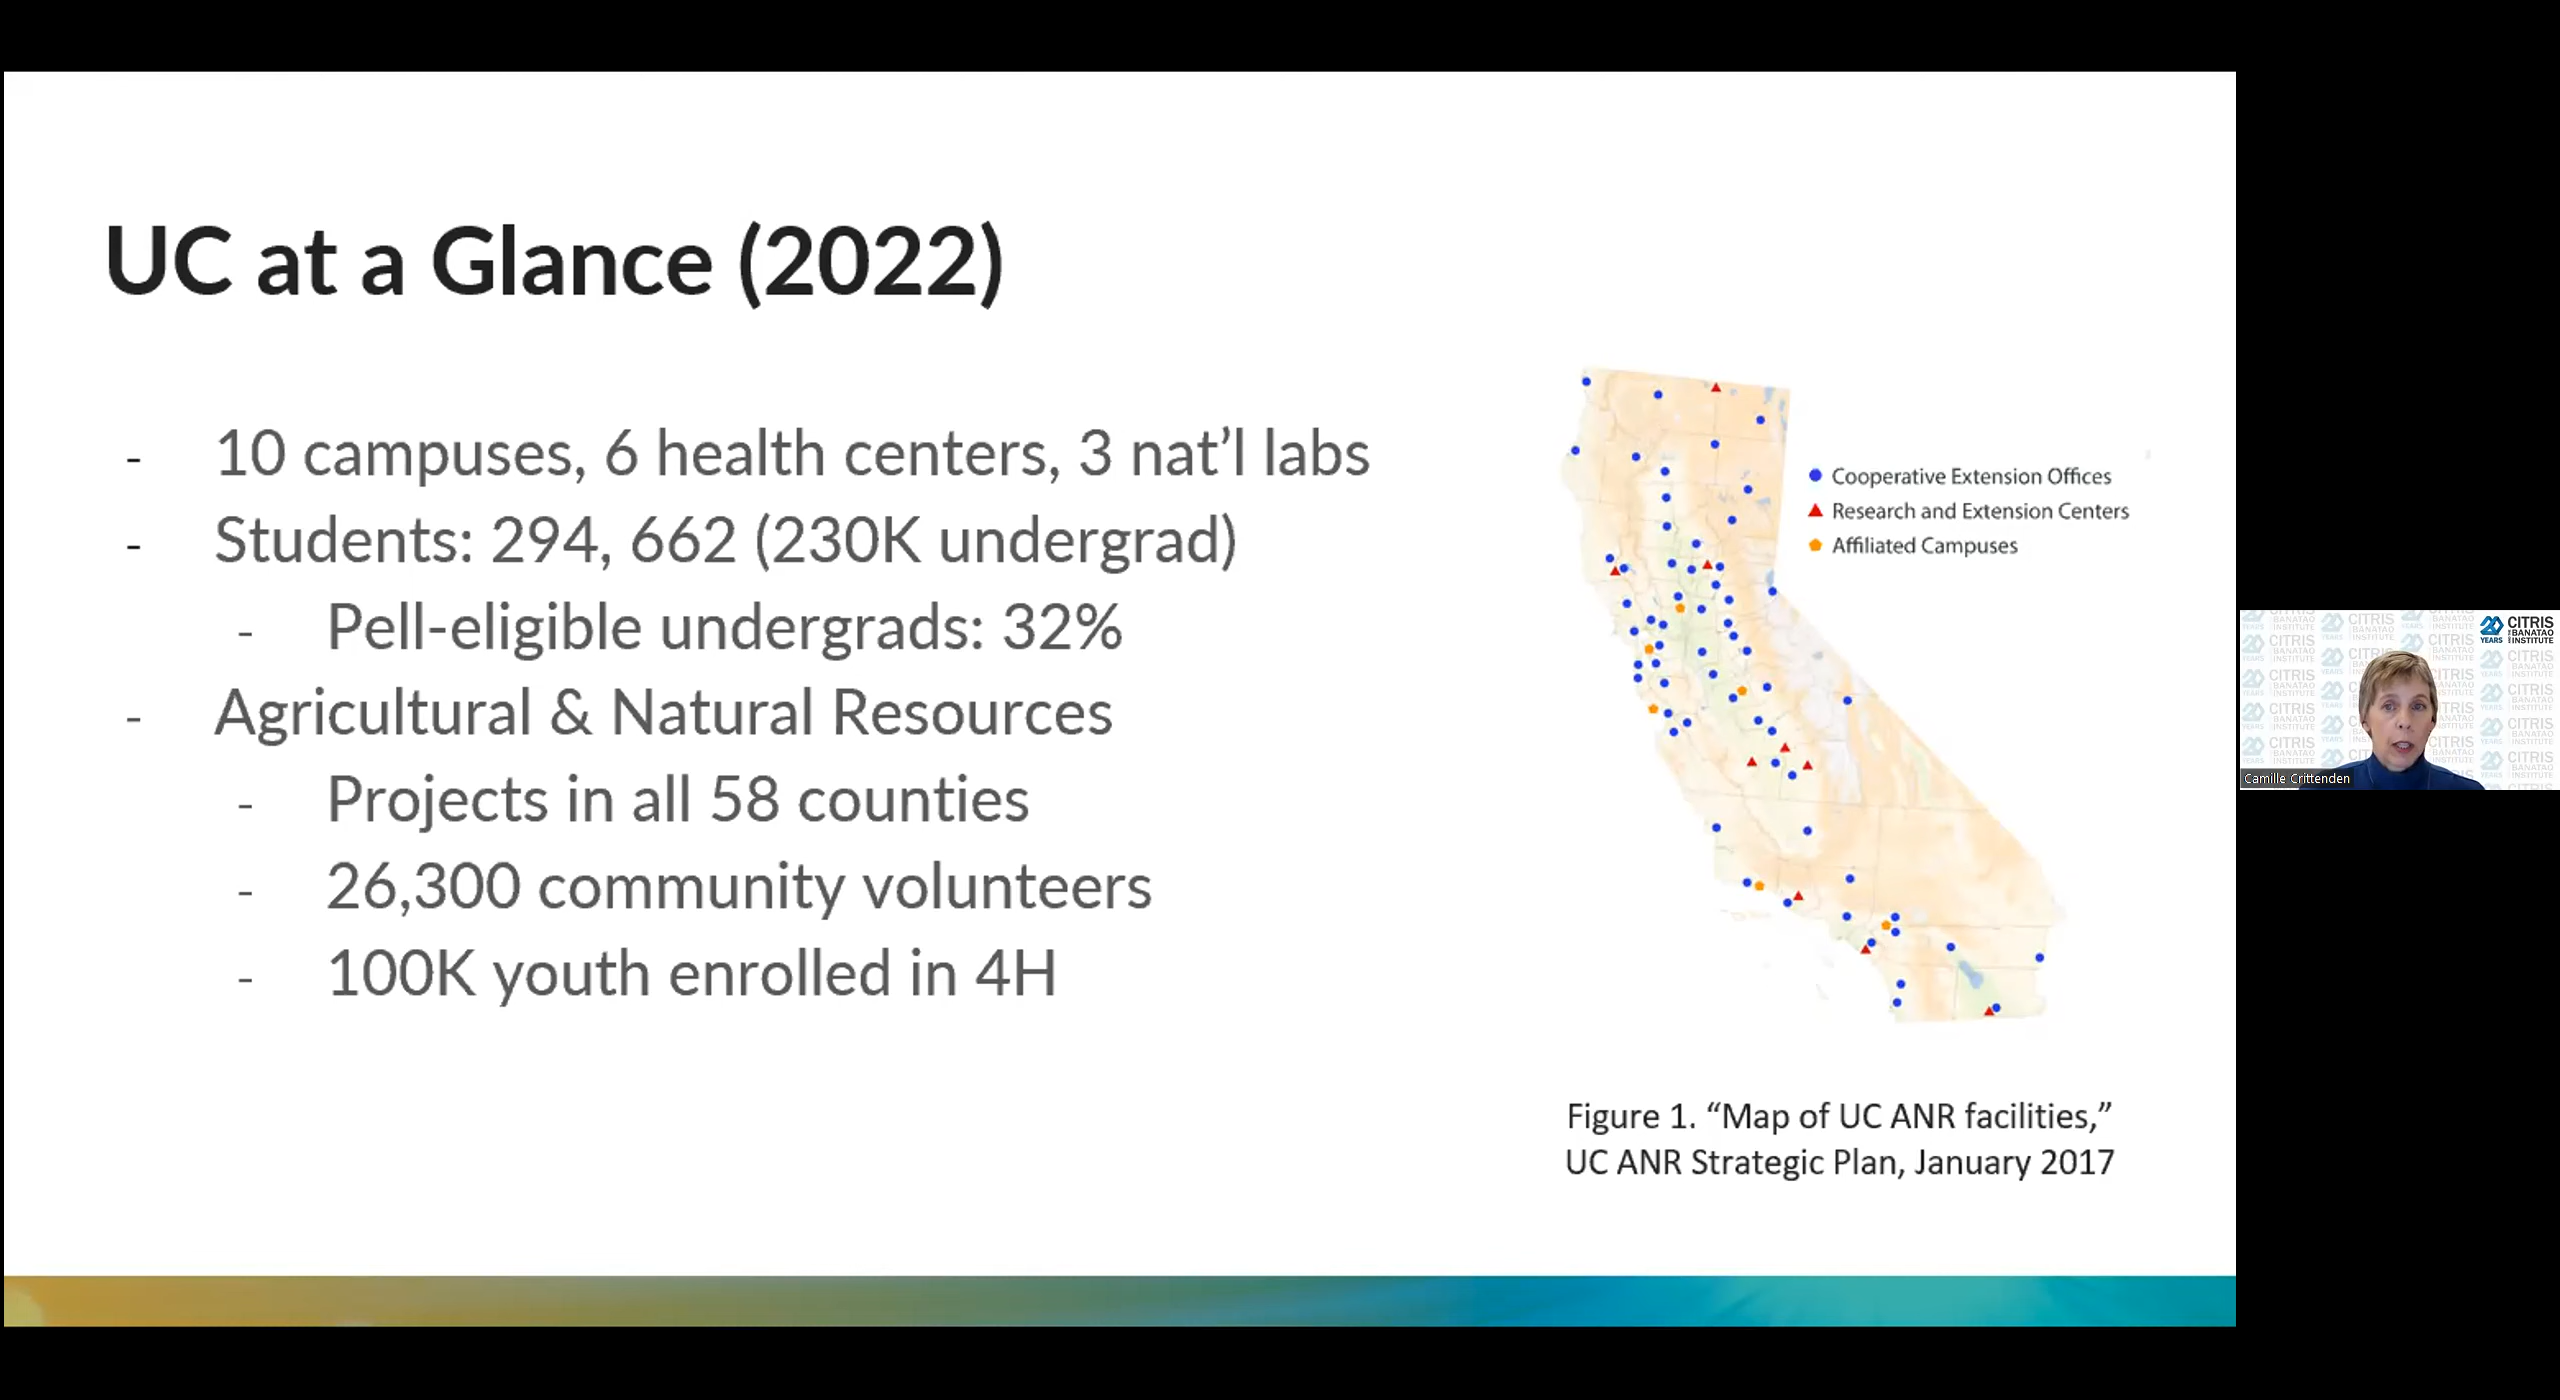 UC at a Glance (2022)
- 10 campuses, 6 health centers, 3 nat’l labs
- Students: 294, 662 (230K undergrad)
- Pell-eligible undergrads: 32%
- Agricultural & Natural Resources
- Projects in all 58 counties
- 26,300 community volunteers
- 100K youth enrolled in 4H
Cooperative Extension Offices
Research and Extension Centers
Affiliated Campuses
Figure 1. “Map of UC ANR facilities,”
UC ANR Strategic Plan, January 2017
20 YEARS
CITRIS
BANATAO
INSTITUTE
Camille Crittenden